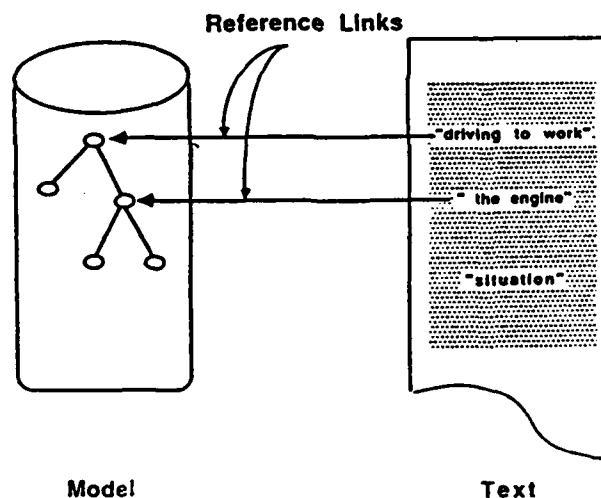 Reference Links
"driving to work"
" the engine"
"situation"
Model
Text